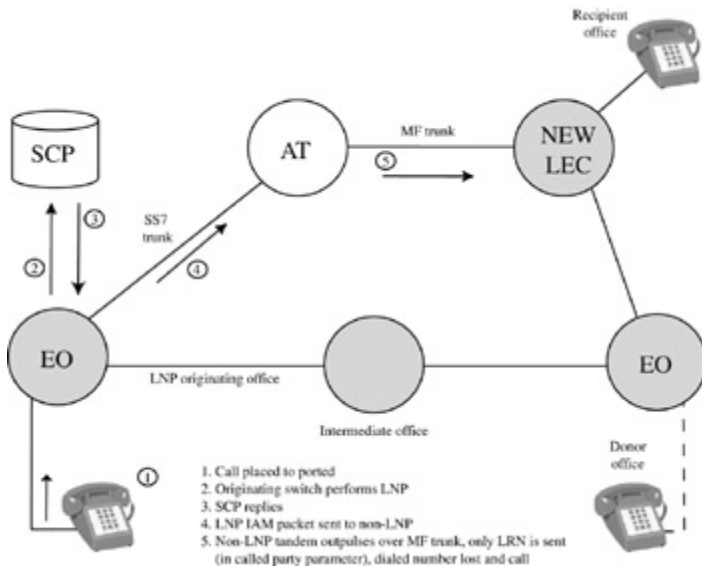 Recipient
office
SCP
AT
MF trunk
NEW
LEC
⑤
③
SS7
trunk
②
④
EO
EO
LNP originating office
Intermediate office
Donor
office
①
1. Call placed to ported
2. Originating switch performs LNP
3. SCP replies
4. LNP IAM packet sent to non-LNP
5. Non-LNP tandem outpulses over MF trunk, only LRN is sent
(in called party parameter), dialed number lost and call